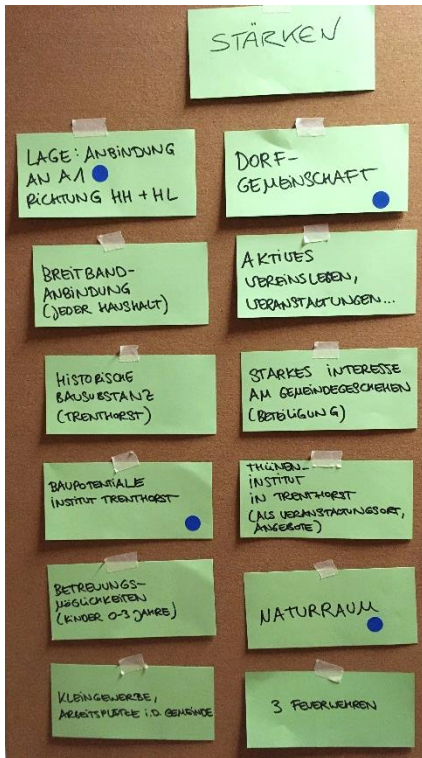 STÄRKEN
LAGE: ANBINDUNG
AN A1
RICHTUNG HH + HL
DORF-
GEMEINSCHAFT
BREITBAND-
ANBINDUNG
(JEDER HAUSHALT)
AKTIVES
VEREINSLEBEN,
VERANSTALTUNGEN...
HISTORISCHE
BAUSUBSTANZ
(TRENTHORST)
STARKES INTERESSE
AM GEMEINDEGESCHEHEN
(BETEILIGUNG)
BAUPOTENTIALE
INSTITUT TRENTHORST
THÜNEN-
INSTITUT
IN TRENTHORST
(ALS VERANSTALTUNGSORT,
ANGEBOTE)
BETREUUNGS-
MÖGLICHKEITEN
(KINDER 0-3 JAHRE)
NATURRAUM
KLEINGEWERBE,
ARBEITSPLÄTZE I.D. GEMEINDE
3 FEUERWEHREN